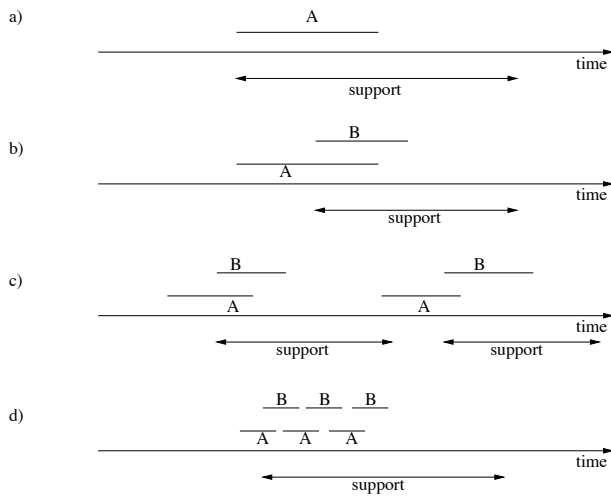 a) A
time
support
B
b)
A
time
support
B B
c)
A A
time
support support
B B B
d)
A A A
time
support